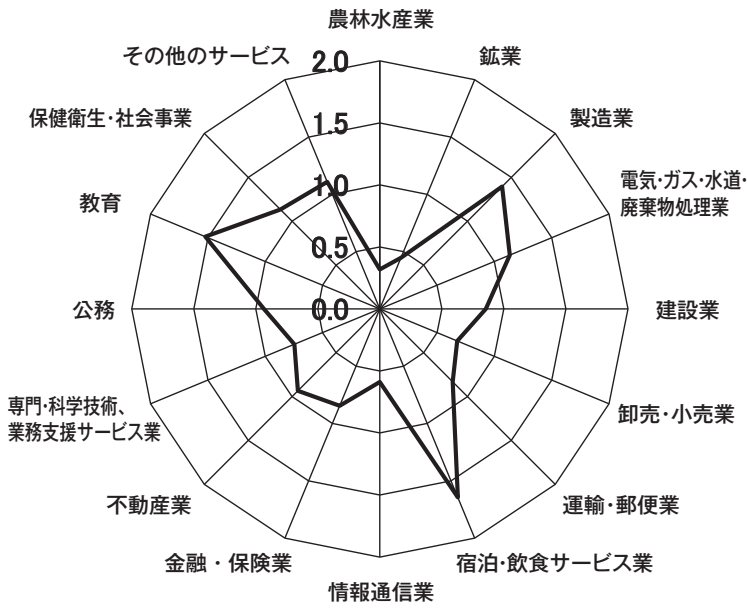 農林水産業
鉱業
製造業
電気・ガス・水道・
廃棄物処理業
建設業
卸売・小売業
運輸・郵便業
宿泊・飲食サービス業
情報通信業
金融・保険業
不動産業
専門・科学技術、
業務支援サービス業
公務
教育
保健衛生・社会事業
その他のサービス
2.0
1.5
1.0
0.5
0.0